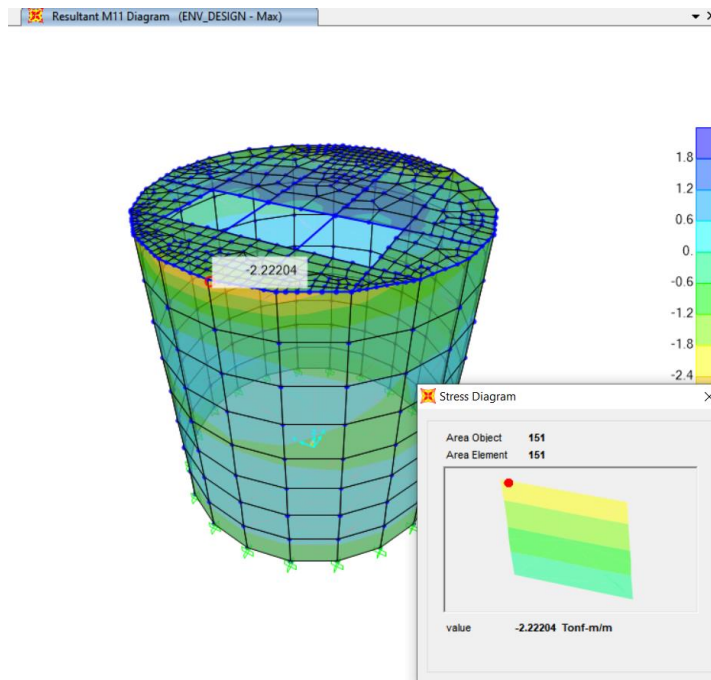 Resultant M11 Diagram (ENV_DESIGN - Max)
1.8
1.2
0.6
0.
-0.6
-1.2
-1.8
-2.4
-2.22204
Stress Diagram
Area Object 151
Area Element 151
value -2.22204 Tonf-m/m